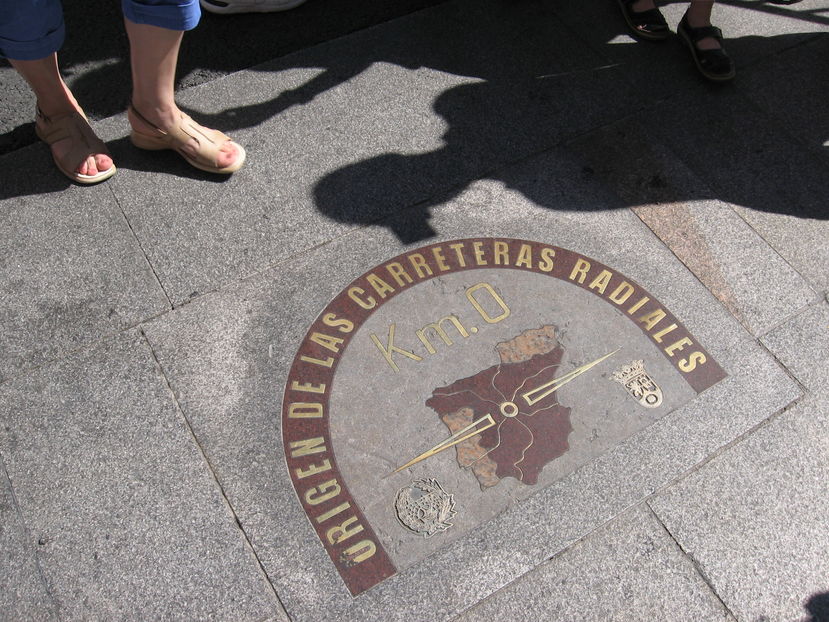 ORIGEN DE LAS CARRETERAS RADIALES
Km.0